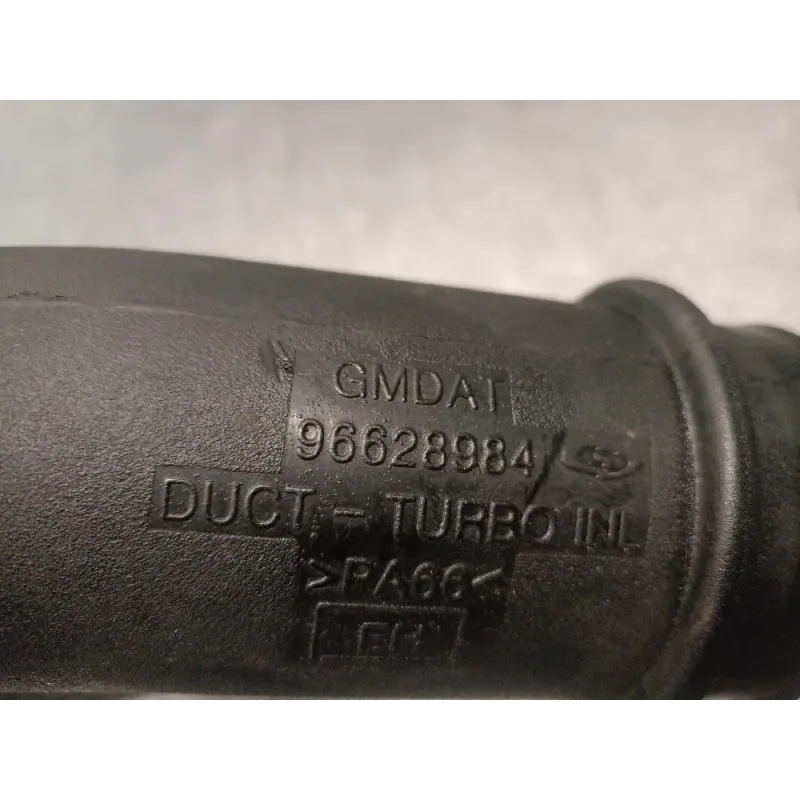 GMDAT
96628984
DUCT - TURBO INL
>PA66<